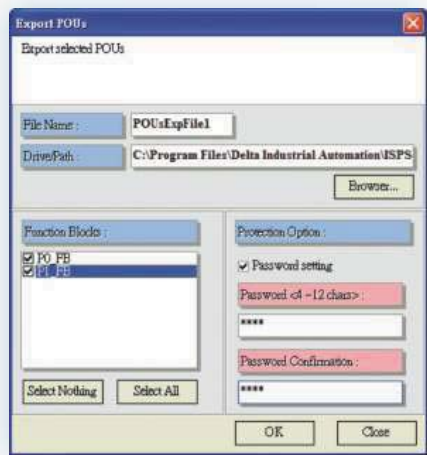 Export POUs
Export selected POUs
File Name :
POUsExpFile1
Drive/Path :
C:\Program Files\Delta Industrial Automation\ISPS
Browser...
Function Blocks :
P0_FB
P1_FB
Select Nothing
Select All
Protection Option :
Password setting
Password <4 ~12 chars> :
****
Password Confirmation :
****
OK
Close